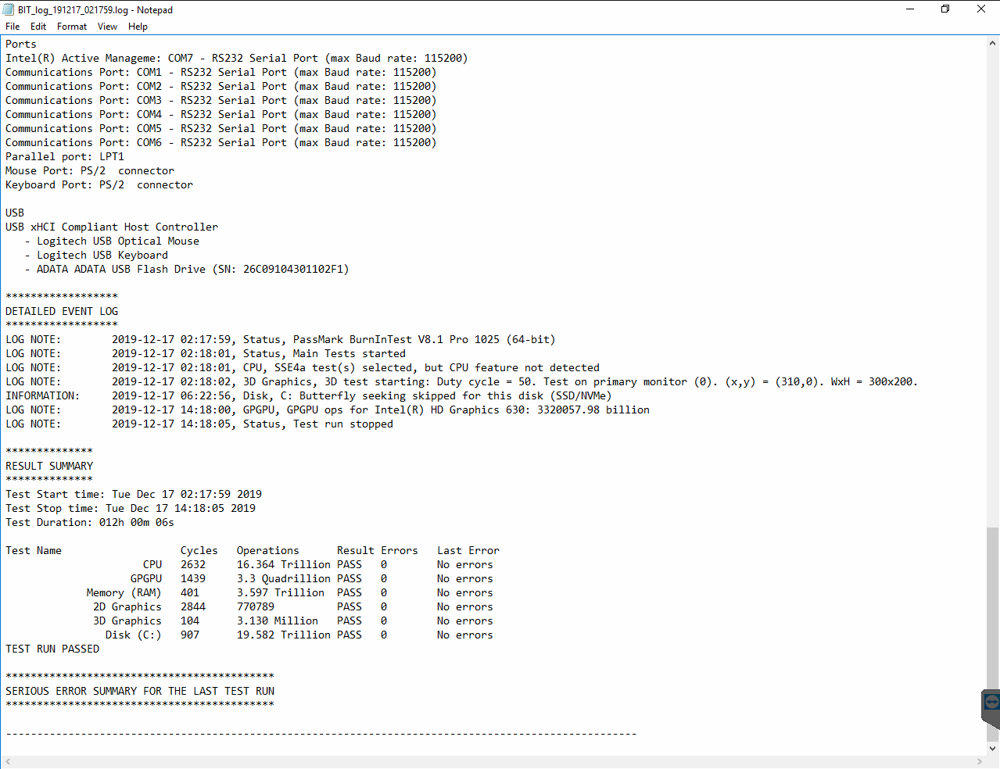 BIT_log_191217_021759.log - Notepad
File Edit Format View Help
Ports
Intel(R) Active Manageme: COM7 - RS232 Serial Port (max Baud rate: 115200)
Communications Port: COM1 - RS232 Serial Port (max Baud rate: 115200)
Communications Port: COM2 - RS232 Serial Port (max Baud rate: 115200)
Communications Port: COM3 - RS232 Serial Port (max Baud rate: 115200)
Communications Port: COM4 - RS232 Serial Port (max Baud rate: 115200)
Communications Port: COM5 - RS232 Serial Port (max Baud rate: 115200)
Communications Port: COM6 - RS232 Serial Port (max Baud rate: 115200)
Parallel port: LPT1
Mouse Port: PS/2  connector
Keyboard Port: PS/2  connector

USB
USB xHCI Compliant Host Controller
   - Logitech USB Optical Mouse
   - Logitech USB Keyboard
   - ADATA ADATA USB Flash Drive (SN: 26C09104301102F1)

******************
DETAILED EVENT LOG
******************
LOG NOTE:        2019-12-17 02:17:59, Status, PassMark BurnInTest V8.1 Pro 1025 (64-bit)
LOG NOTE:        2019-12-17 02:18:01, Status, Main Tests started
LOG NOTE:        2019-12-17 02:18:01, CPU, SSE4a test(s) selected, but CPU feature not detected
LOG NOTE:        2019-12-17 02:18:02, 3D Graphics, 3D test starting: Duty cycle = 50. Test on primary monitor (0). (x,y) = (310,0). WxH = 300x200.
INFORMATION:     2019-12-17 06:22:56, Disk, C: Butterfly seeking skipped for this disk (SSD/NVMe)
LOG NOTE:        2019-12-17 14:18:00, GPGPU, GPGPU ops for Intel(R) HD Graphics 630: 3320057.98 billion
LOG NOTE:        2019-12-17 14:18:05, Status, Test run stopped

**************
RESULT SUMMARY
**************
Test Start time: Tue Dec 17 02:17:59 2019
Test Stop time: Tue Dec 17 14:18:05 2019
Test Duration: 012h 00m 06s

Test Name                   Cycles   Operations      Result Errors   Last Error
                      CPU   2632     16.364 Trillion PASS   0        No errors
                    GPGPU   1439     3.3 Quadrillion PASS   0        No errors
             Memory (RAM)   401      3.597 Trillion  PASS   0        No errors
              2D Graphics   2844     770789          PASS   0        No errors
              3D Graphics   104      3.130 Million   PASS   0        No errors
                Disk (C:)   907      19.582 Trillion PASS   0        No errors
TEST RUN PASSED

*******************************************
SERIOUS ERROR SUMMARY FOR THE LAST TEST RUN
*******************************************

-----------------------------------------------------------------------------------------------------